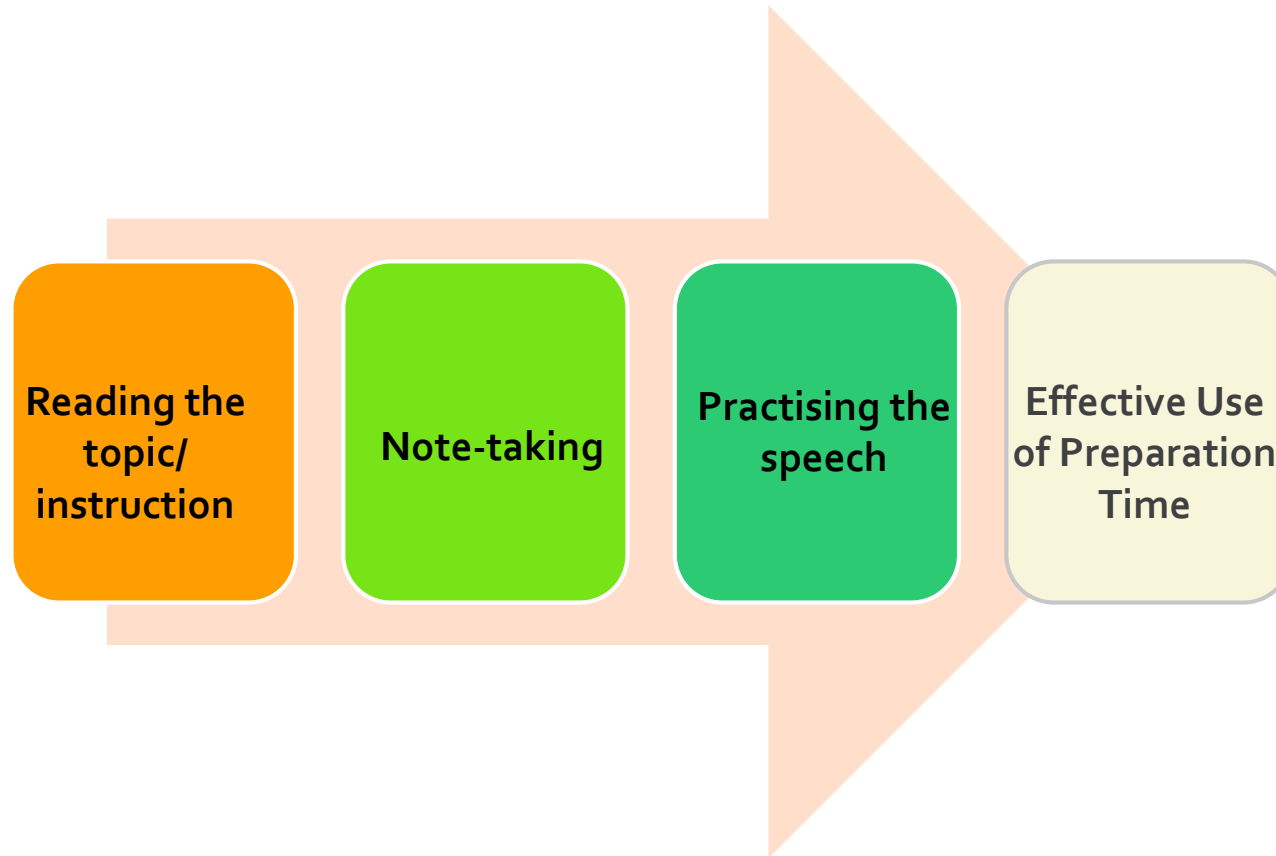 Reading the
topic/
instruction
Note-taking
Practising the
speech
Effective Use
of Preparation
Time